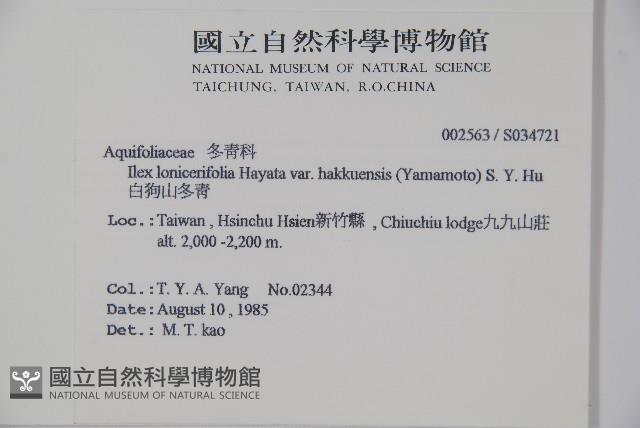 國立自然科學博物館
NATIONAL MUSEUM OF NATURAL SCIENCE
TAICHUNG, TAIWAN, R.O.CHINA
002563 / S034721
Aquifoliaceae 冬靑科
Ilex lonicerifolia Hayata var. hakkuensis (Yamamoto) S. Y. Hu
白狗山冬靑
Loc.:Taiwan , Hsinchu Hsien新竹縣 , Chiuchiu lodge九九山莊
alt. 2,000 -2,200 m.
Col.:T. Y. A. Yang No.02344
Date:August 10 , 1985
Det.: M. T. kao
國立自然科學博物館
NATIONAL MUSEUM OF NATURAL SCIENCE